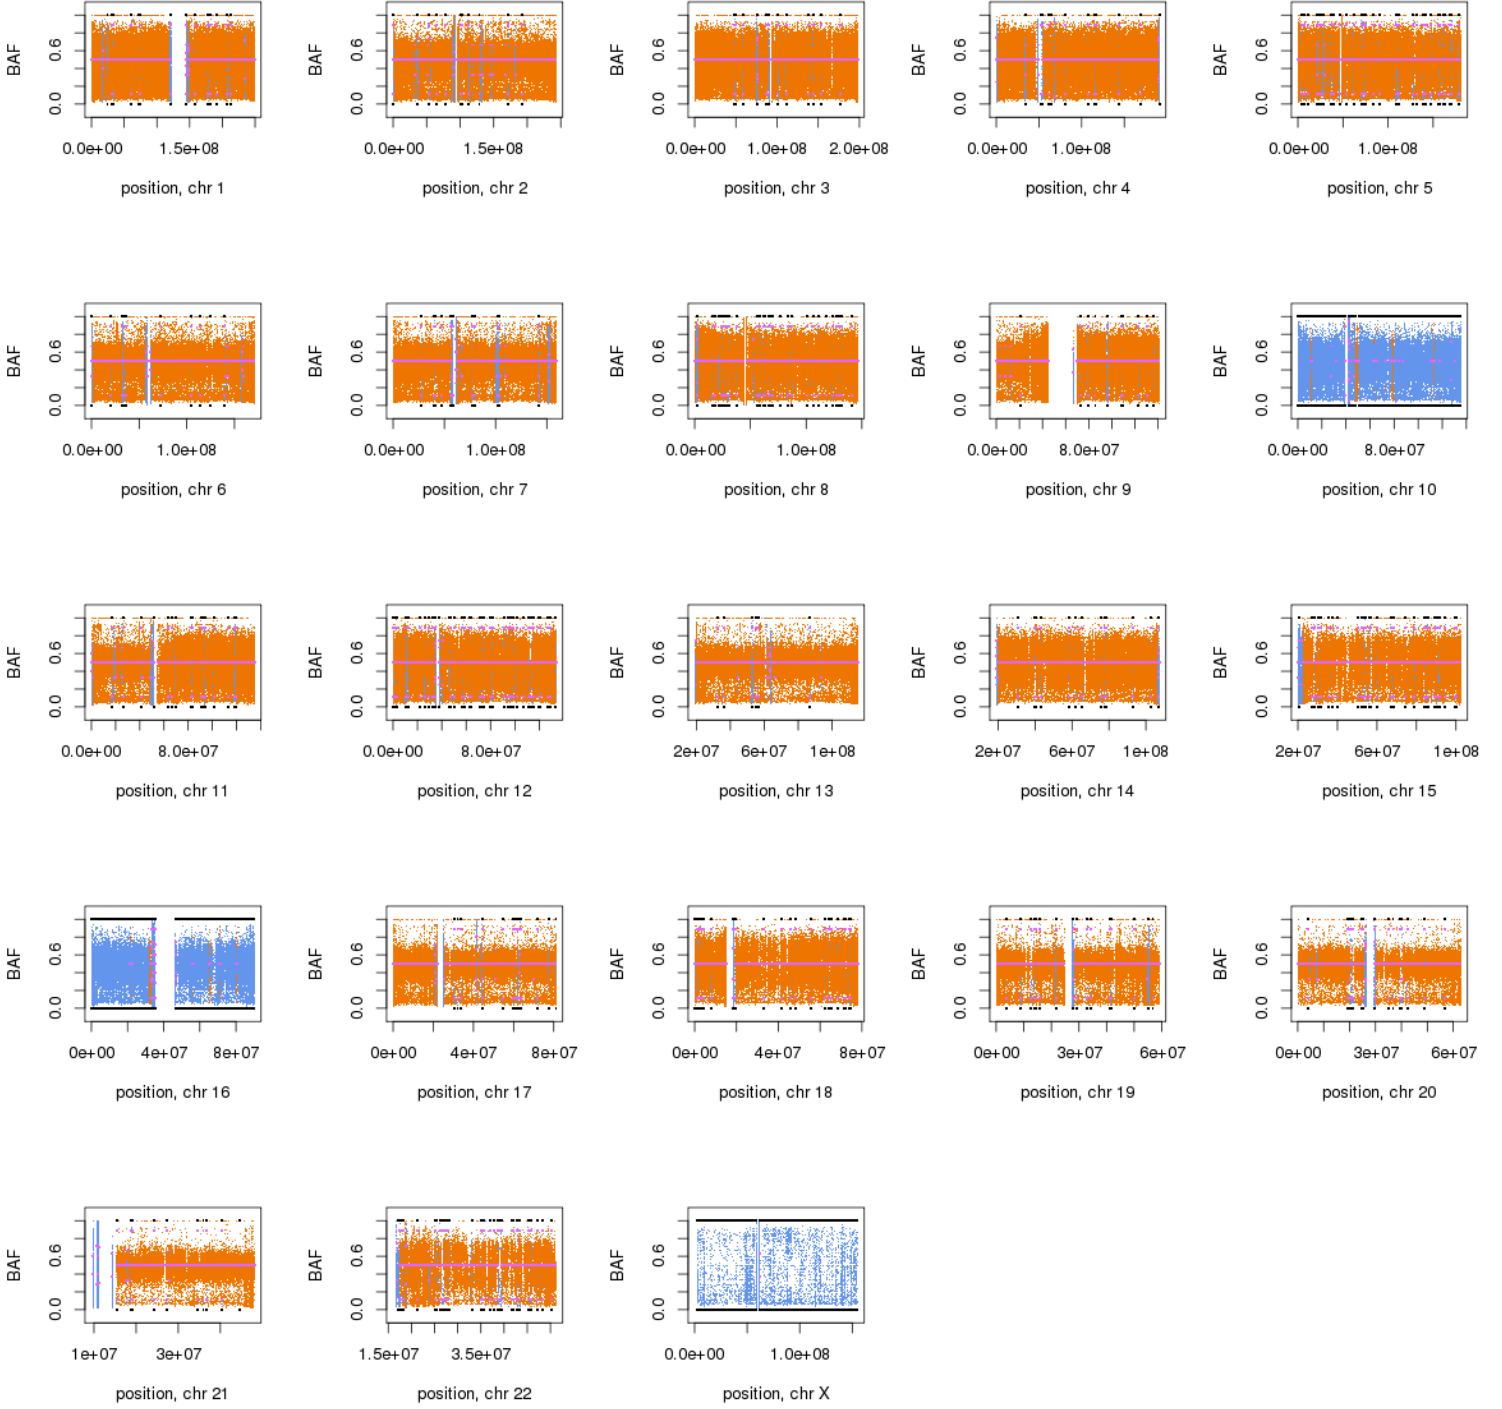 BAF 0.0 0.6 BAF 0.0 0.6 BAF 0.0 0.6 BAF 0.0 0.6 BAF 0.0 0.6
0.0e+00 1.5e+08 0.0e+00 1.5e+08 0.0e+00 1.0e+08 2.0e+08 0.0e+00 1.0e+08 0.0e+00 1.0e+08
position, chr 1 position, chr 2 position, chr 3 position, chr 4 position, chr 5
BAF 0.0 0.6 BAF 0.0 0.6 BAF 0.0 0.6 BAF 0.0 0.6 BAF 0.0 0.6
0.0e+00 1.0e+08 0.0e+00 1.0e+08 0.0e+00 1.0e+08 0.0e+00 8.0e+07 0.0e+00 8.0e+07
position, chr 6 position, chr 7 position, chr 8 position, chr 9 position, chr 10
BAF 0.0 0.6 BAF 0.0 0.6 BAF 0.0 0.6 BAF 0.0 0.6 BAF 0.0 0.6
0.0e+00 8.0e+07 0.0e+00 8.0e+07 2e+07 6e+07 1e+08 2e+07 6e+07 1e+08 2e+07 6e+07 1e+08
position, chr 11 position, chr 12 position, chr 13 position, chr 14 position, chr 15
BAF 0.0 0.6 BAF 0.0 0.6 BAF 0.0 0.6 BAF 0.0 0.6 BAF 0.0 0.6
0e+00 4e+07 8e+07 0e+00 4e+07 8e+07 0e+00 4e+07 8e+07 0e+00 3e+07 6e+07 0e+00 3e+07 6e+07
position, chr 16 position, chr 17 position, chr 18 position, chr 19 position, chr 20
BAF 0.0 0.6 BAF 0.0 0.6 BAF 0.0 0.6
1e+07 3e+07 1.5e+07 3.5e+07 0.0e+00 1.0e+08
position, chr 21 position, chr 22 position, chr X